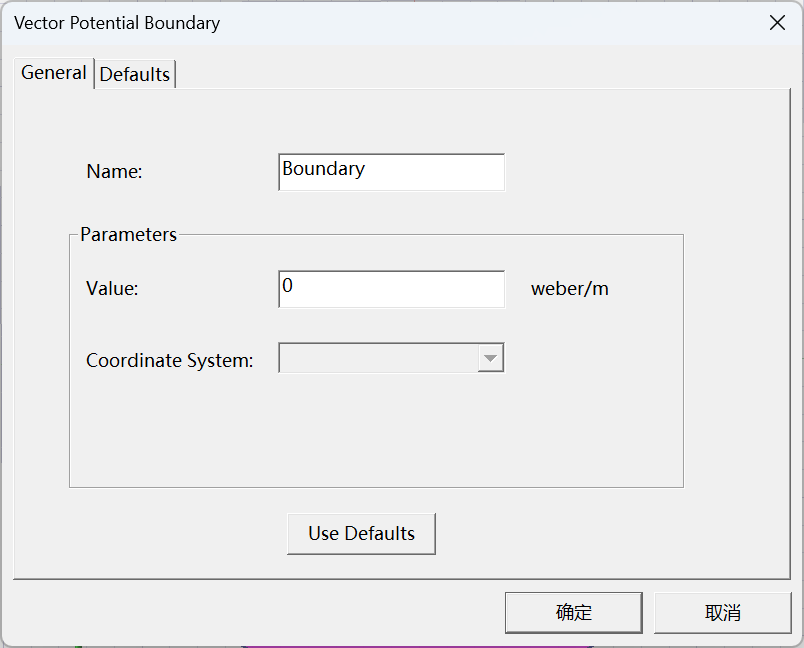 Vector Potential Boundary
General
Defaults
Name:
Boundary
Parameters
Value:
0
weber/m
Coordinate System:
Use Defaults
确定
取消